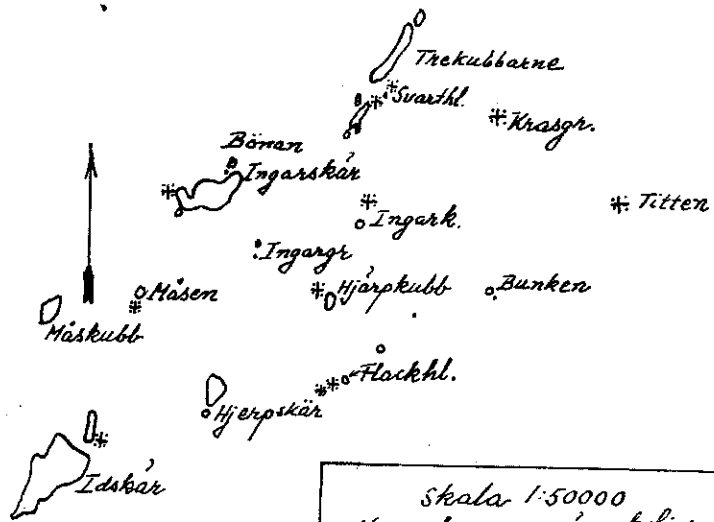 Trekubbarne
Svarthl.
Krasgr.
Bönan
Ingarskär
Titten
Ingark.
Ingargr
Måsen
Hjärpkubb
Bunken
Måskubb
Flackhl.
Hjerpskär
Idskär
Skala 1:50000